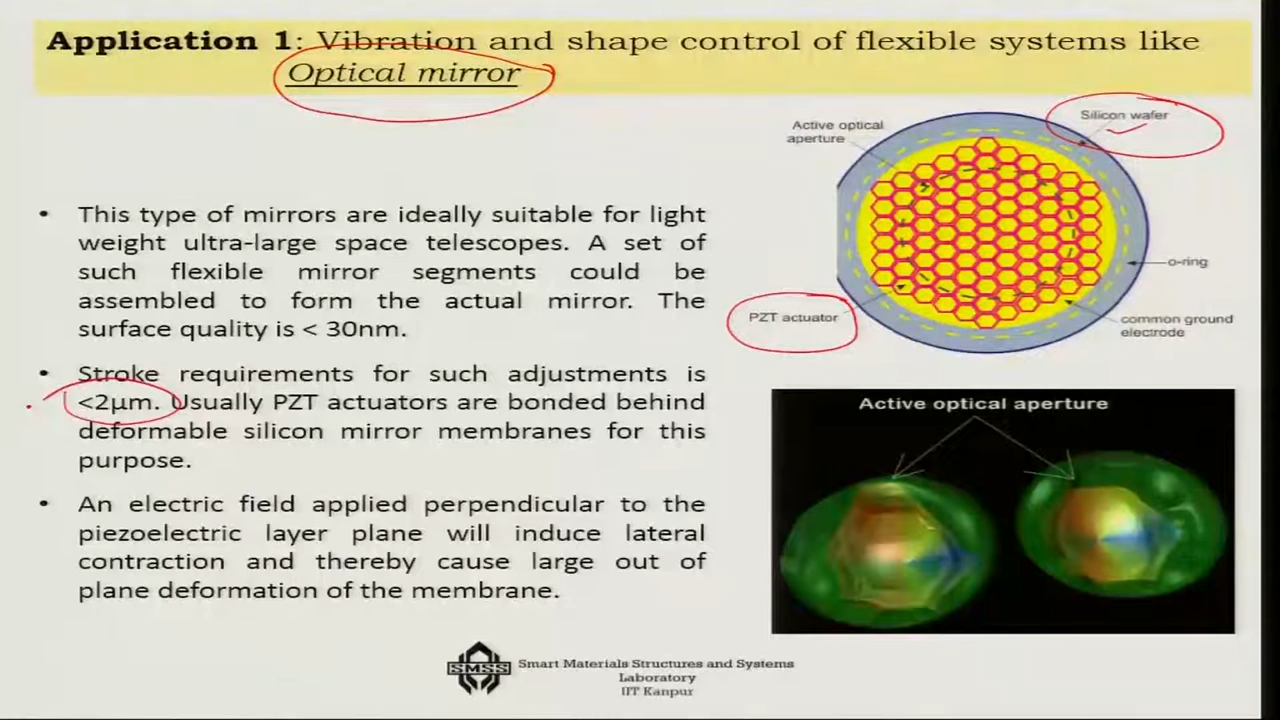 Application 1: Vibration and shape control of flexible systems like
Optical mirror
This type of mirrors are ideally suitable for light
weight ultra-large space telescopes. A set of
such flexible mirror segments could be
assembled to form the actual mirror. The
surface quality is < 30nm.
Stroke requirements for such adjustments is
<2μm. Usually PZT actuators are bonded behind
deformable silicon mirror membranes for this
purpose.
An electric field applied perpendicular to the
piezoelectric layer plane will induce lateral
contraction and thereby cause large out of
plane deformation of the membrane.
Active optical
aperture
Silicon wafer
o-ring
PZT actuator
common ground
electrode
Active optical aperture
SMSS
Smart Materials Structures and Systems
Laboratory
IIT Kanpur